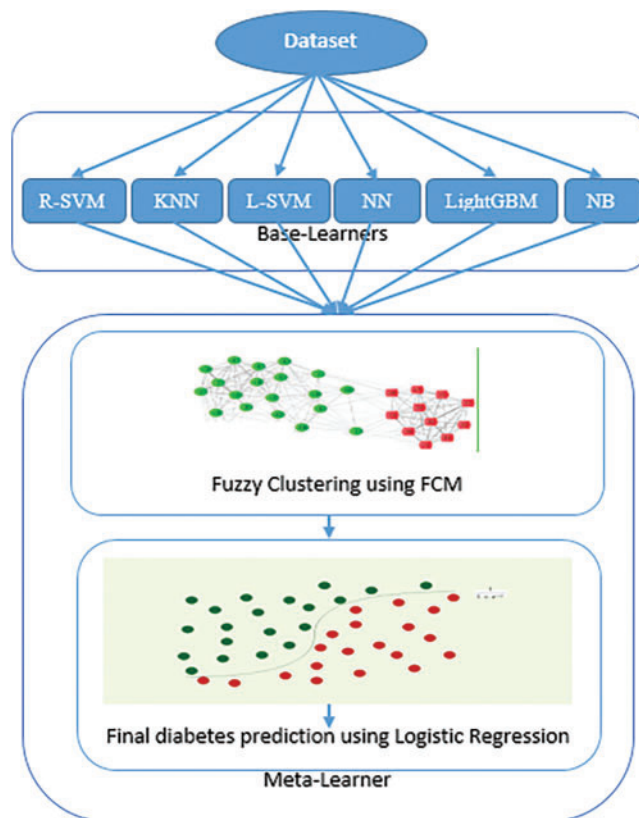 Dataset
R-SVM KNN L-SVM NN LightGBM NB
Base-Learners
Fuzzy Clustering using FCM
Final diabetes prediction using Logistic Regression
Meta-Learner